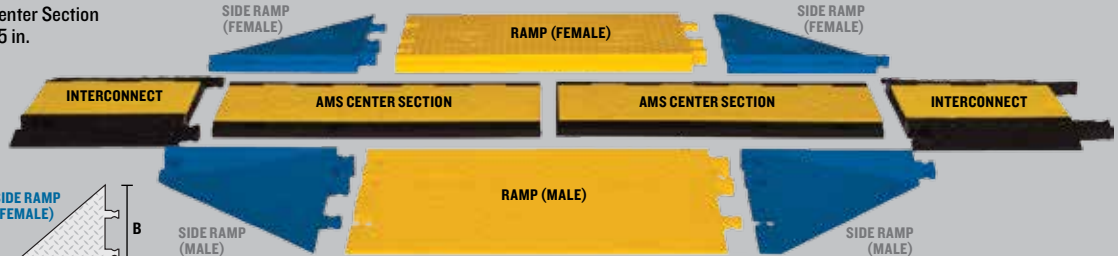 enter Section
5 in.
SIDE RAMP
(FEMALE)
RAMP (FEMALE)
SIDE RAMP
(FEMALE)
INTERCONNECT
AMS CENTER SECTION
AMS CENTER SECTION
INTERCONNECT
RAMP (MALE)
SIDE RAMP
(FEMALE)
B
SIDE RAMP
(MALE)
SIDE RAMP
(MALE)